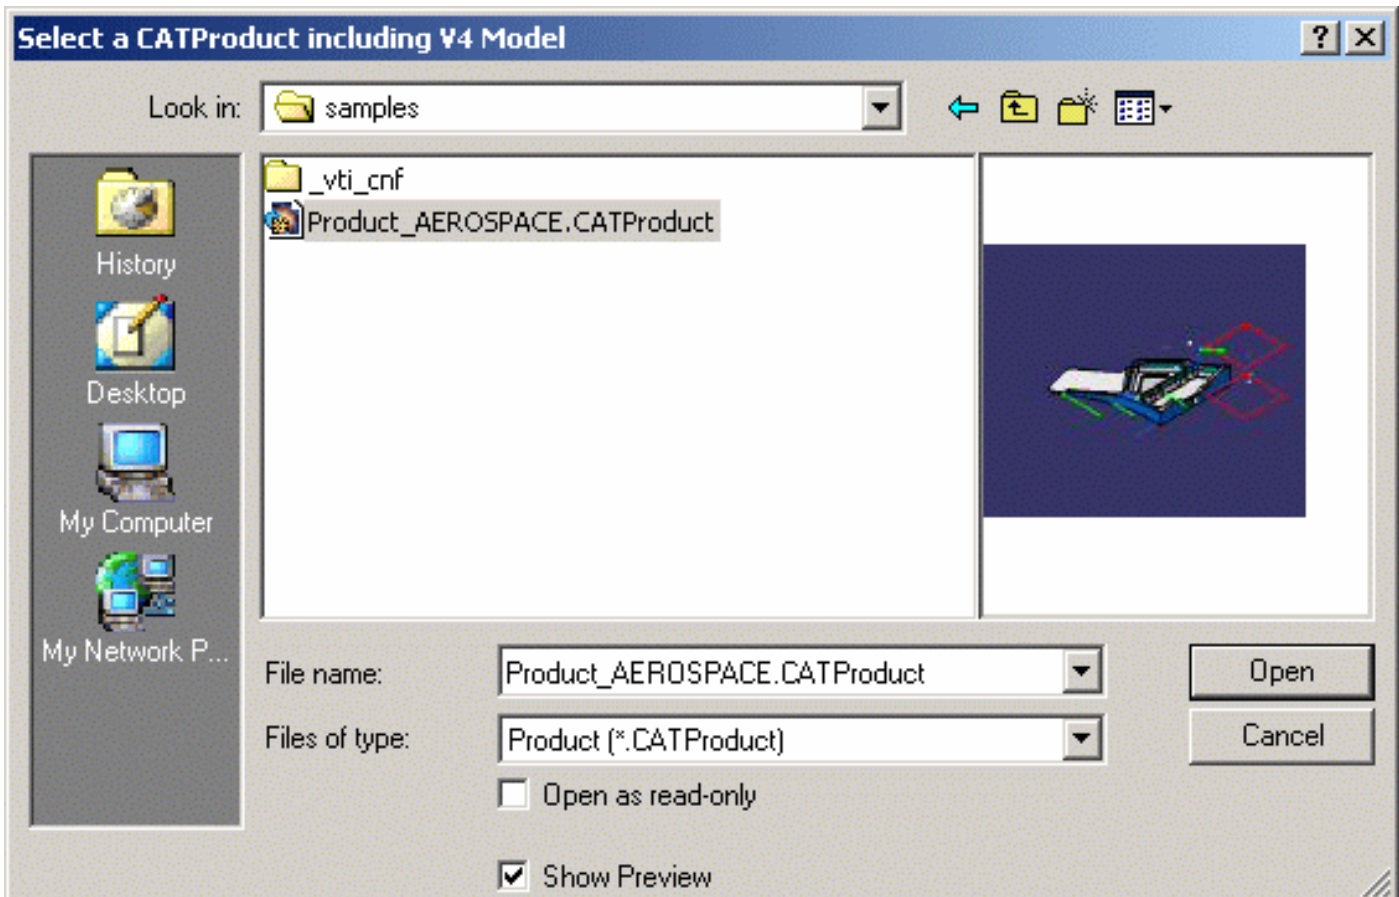 Select a CATProduct including V4 Model
Look in: samples
_vti_cnf
Product_AEROSPACE.CATProduct
History
Desktop
My Computer
My Network P...
File name: Product_AEROSPACE.CATProduct Open
Files of type: Product (*.CATProduct) Cancel
Open as read-only
Show Preview